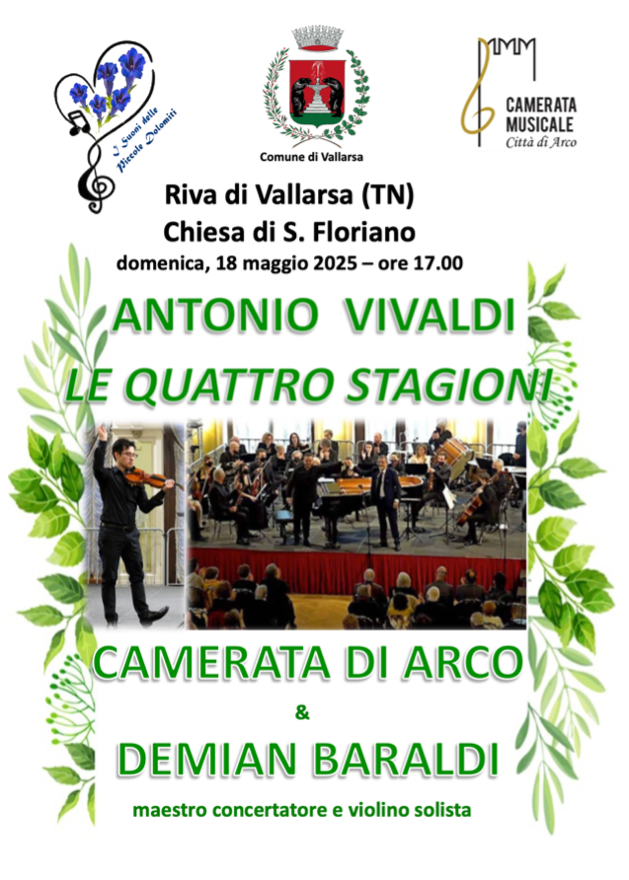 I Suoni delle
Piccole Dolomiti
Comune di Vallarsa
CAMERATA
MUSICALE
Città di Arco
Riva di Vallarsa (TN)
Chiesa di S. Floriano
domenica, 18 maggio 2025 – ore 17.00
ANTONIO VIVALDI
LE QUATTRO STAGIONI
CAMERATA DI ARCO
&
DEMIAN BARALDI
maestro concertatore e violino solista